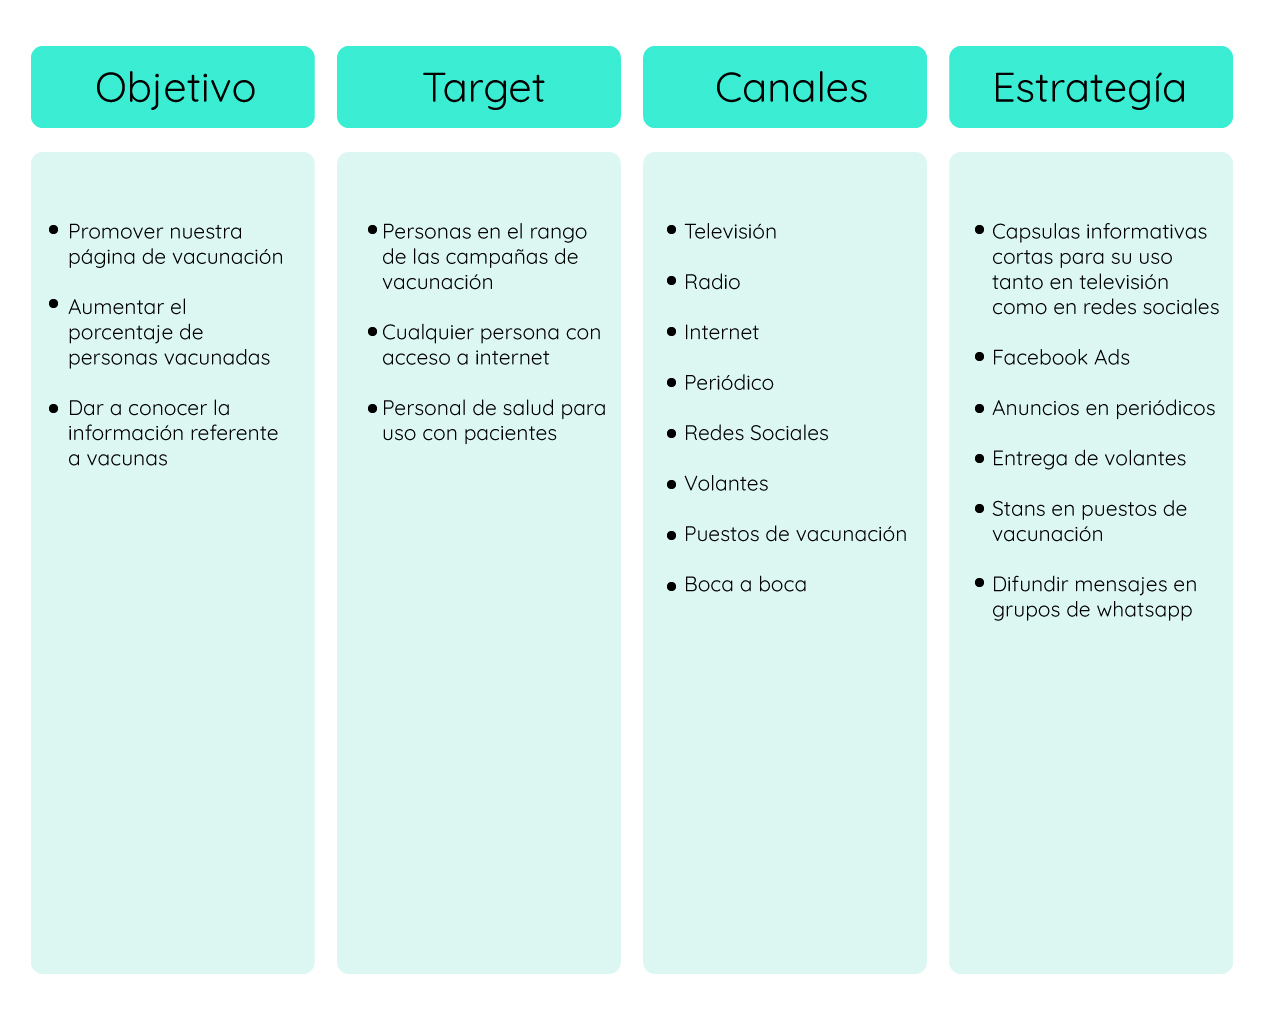 Objetivo
Promover nuestra
página de vacunación
Aumentar el
porcentaje de
personas vacunadas
Dar a conocer la
información referente
a vacunas
Target
Personas en el rango
de las campañas de
vacunación
Cualquier persona con
acceso a internet
Personal de salud para
uso con pacientes
Canales
Televisión
Radio
Internet
Periódico
Redes Sociales
Volantes
Puestos de vacunación
Boca a boca
Estrategía
Capsulas informativas
cortas para su uso
tanto en televisión
como en redes sociales
Facebook Ads
Anuncios en periódicos
Entrega de volantes
Stans en puestos de
vacunación
Difundir mensajes en
grupos de whatsapp